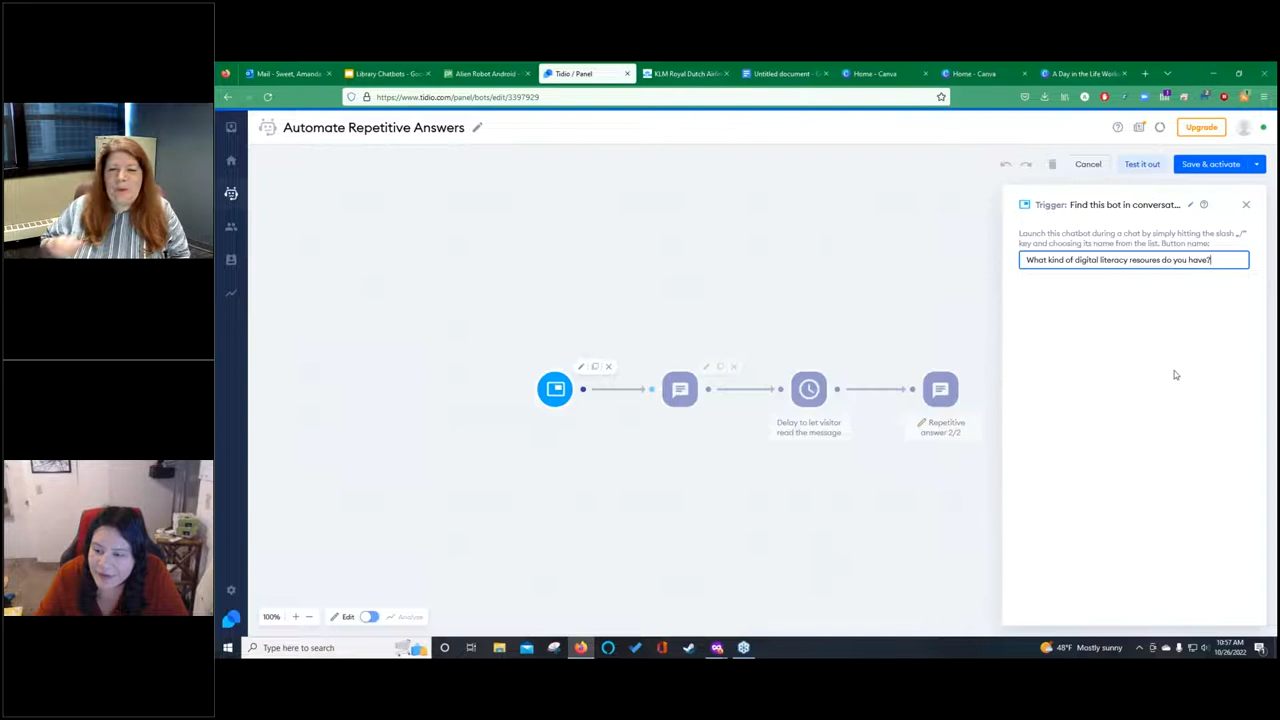 Mail - Sweet, Amanda
Library Chatbots - Goo
Alien Robot Android -
Tidio / Panel
KLM Royal Dutch Airlin
Untitled document - G
Home - Canva
Home - Canva
A Day in the Life Works
https://www.tidio.com/panel/bots/edit/3397929
Automate Repetitive Answers
Upgrade
Cancel
Test it out
Save & activate
Trigger: Find this bot in conversat...
Launch this chatbot during a chat by simply hitting the slash „/”
key and choosing its name from the list. Button name:
What kind of digital literacy resoures do you have?
Delay to let visitor
read the message
Repetitive
answer 2/2
100%
Edit
Analyze
Type here to search
48°F Mostly sunny
10:57 AM
10/26/2022